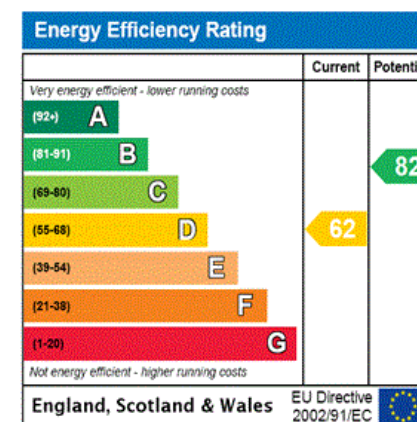 Energy Efficiency Rating
Current Potenti
Very energy efficient - lower running costs
(92+) A
(81-91) B
82
(69-80) C
(55-68) D
62
(39-54) E
(21-38) F
(1-20) G
Not energy efficient - higher running costs
England, Scotland & Wales
EU Directive
2002/91/EC